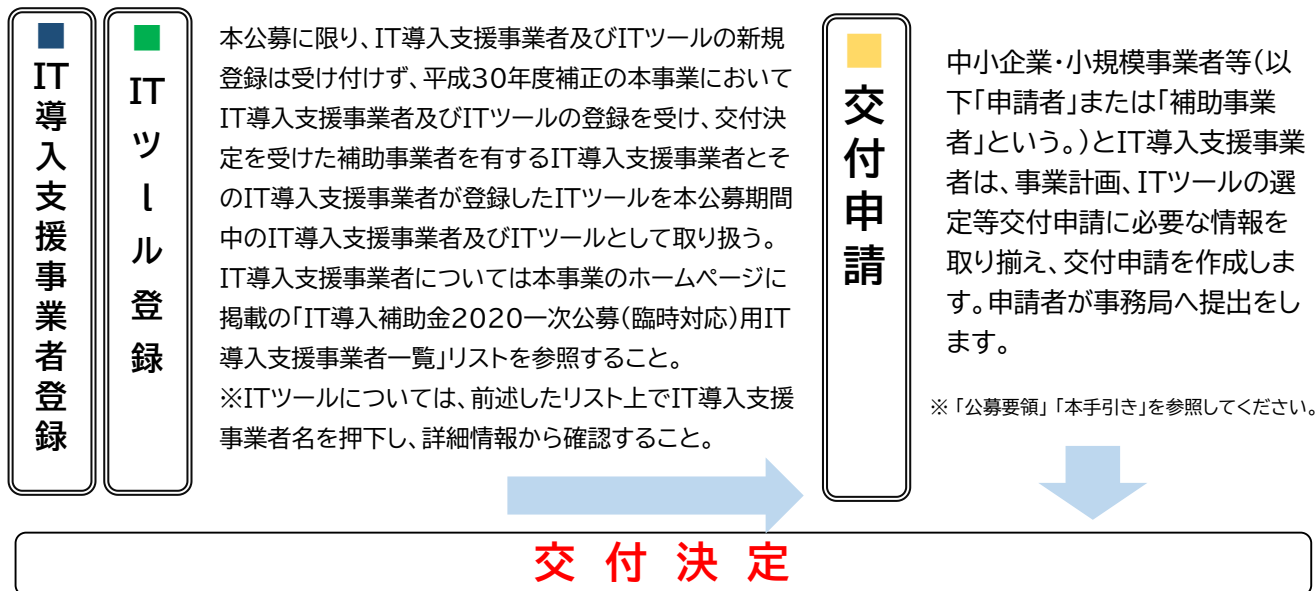 ■IT導入支援事業者登録
■ITツール登録
本公募に限り、IT導入支援事業者及びITツールの新規
登録は受け付けず、平成30年度補正の本事業において
IT導入支援事業者及びITツールの登録を受け、交付決
定を受けた補助事業者を有するIT導入支援事業者とそ
のIT導入支援事業者が登録したITツールを本公募期間
中のIT導入支援事業者及びITツールとして取り扱う。
IT導入支援事業者については本事業のホームページに
掲載の「IT導入補助金2020一次公募(臨時対応)用IT
導入支援事業者一覧」リストを参照すること。
※ITツールについては、前述したリスト上でIT導入支援
事業者名を押下し、詳細情報から確認すること。
■交付申請
中小企業・小規模事業者等(以
下「申請者」または「補助事業
者」という。)とIT導入支援事業
者は、事業計画、ITツールの選
定等交付申請に必要な情報を
取り揃え、交付申請を作成しま
す。申請者が事務局へ提出をし
ます。
※「公募要領」「本手引き」を参照してください。
交付決定